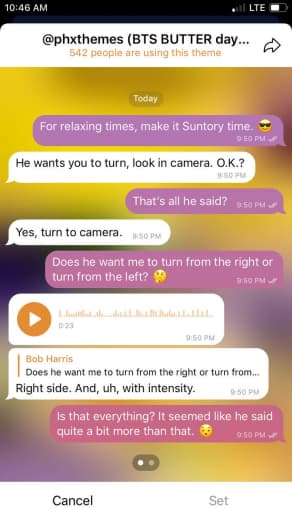 10:46 AM
LTE
@phxthemes (BTS BUTTER day...
542 people are using this theme
Today
For relaxing times, make it Suntory time. 😎
9:50 PM
He wants you to turn, look in camera. O.K.?
9:50 PM
That's all he said? 9:50 PM
Yes, turn to camera. 9:50 PM
Does he want me to turn from the right or
turn from the left? 🤔
9:50 PM
0:23
9:50 PM
Bob Harris
Does he want me to turn from the right or turn from...
Right side. And, uh, with intensity. 9:50 PM
Is that everything? It seemed like he said
quite a bit more than that. 😯 9:50 PM
Cancel
Set